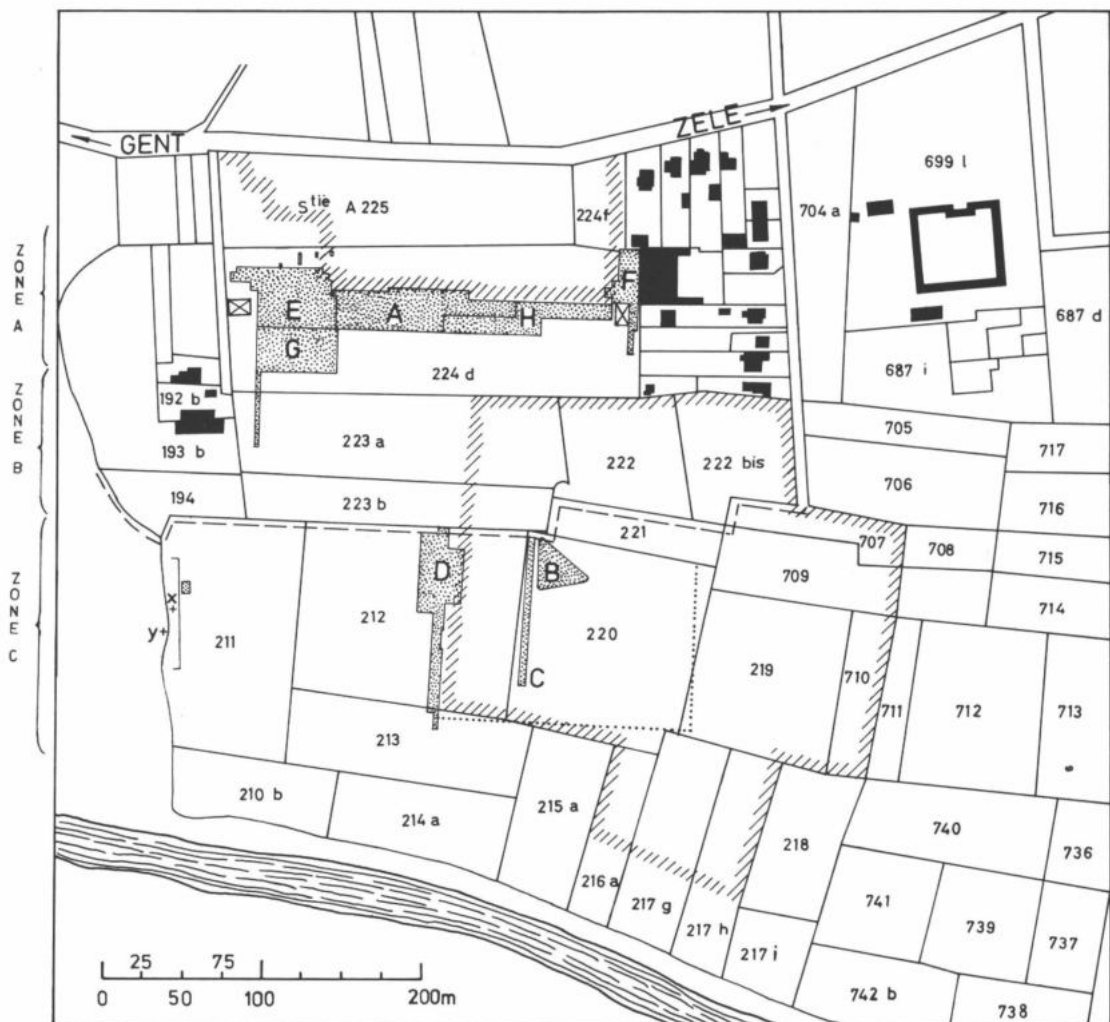 GENT
ZELE
Stie A 225
224f
704 a
699 l
687 d
687 i
ZONE A
ZONE B
ZONE C
E
A
H
F
G
224 d
192 b
193 b
194
223 a
223 b
222
222 bis
221
705
706
717
716
707
708
715
714
709
D
B
C
x
y
211
212
220
219
710
711
712
713
213
210 b
214 a
215 a
216 a
217 g
217 h
217 i
218
740
736
741
739
737
742 b
738
25 75
0 50 100 200m